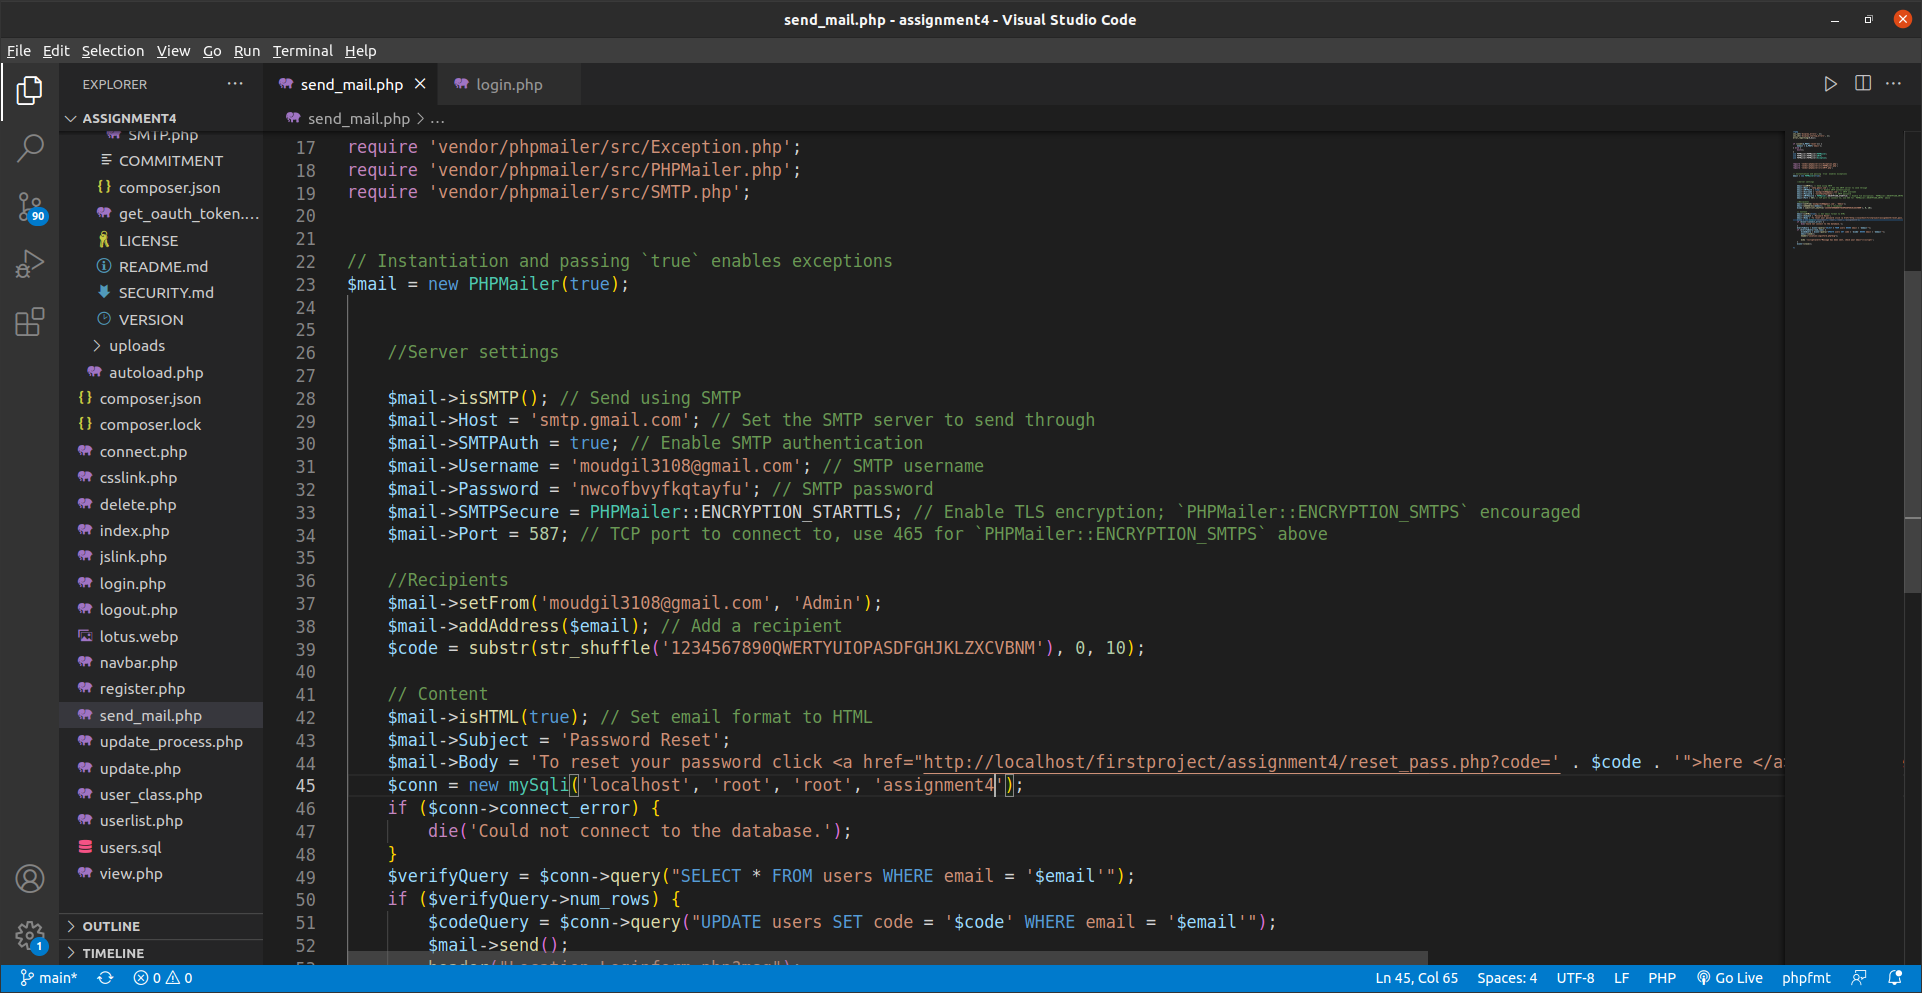 send_mail.php - assignment4 - Visual Studio Code
File Edit Selection View Go Run Terminal Help
EXPLORER
ASSIGNMENT4
SMTP.php
COMMITMENT
composer.json
get_oauth_token....
LICENSE
README.md
SECURITY.md
VERSION
uploads
autoload.php
composer.json
composer.lock
connect.php
csslink.php
delete.php
index.php
jslink.php
login.php
logout.php
lotus.webp
navbar.php
register.php
send_mail.php
update_process.php
update.php
user_class.php
userlist.php
users.sql
view.php
OUTLINE
TIMELINE
90
1
send_mail.php login.php
send_mail.php > ...
17 require 'vendor/phpmailer/src/Exception.php';
18 require 'vendor/phpmailer/src/PHPMailer.php';
19 require 'vendor/phpmailer/src/SMTP.php';
20
21
22 // Instantiation and passing `true` enables exceptions
23 $mail = new PHPMailer(true);
24
25
26 //Server settings
27
28 $mail->isSMTP(); // Send using SMTP
29 $mail->Host = 'smtp.gmail.com'; // Set the SMTP server to send through
30 $mail->SMTPAuth = true; // Enable SMTP authentication
31 $mail->Username = 'moudgil3108@gmail.com'; // SMTP username
32 $mail->Password = 'nwcofbvyfkqtayfu'; // SMTP password
33 $mail->SMTPSecure = PHPMailer::ENCRYPTION_STARTTLS; // Enable TLS encryption; `PHPMailer::ENCRYPTION_SMTPS` encouraged
34 $mail->Port = 587; // TCP port to connect to, use 465 for `PHPMailer::ENCRYPTION_SMTPS` above
35
36 //Recipients
37 $mail->setFrom('moudgil3108@gmail.com', 'Admin');
38 $mail->addAddress($email); // Add a recipient
39 $code = substr(str_shuffle('1234567890QWERTYUIOPASDFGHJKLZXCVBNM'), 0, 10);
40
41 // Content
42 $mail->isHTML(true); // Set email format to HTML
43 $mail->Subject = 'Password Reset';
44 $mail->Body = 'To reset your password click <a href="http://localhost/firstproject/assignment4/reset_pass.php?code=' . $code . '">here </a
45 $conn = new mySqli('localhost', 'root', 'root', 'assignment4');
46 if ($conn->connect_error) {
47 die('Could not connect to the database.');
48 }
49 $verifyQuery = $conn->query("SELECT * FROM users WHERE email = '$email'");
50 if ($verifyQuery->num_rows) {
51 $codeQuery = $conn->query("UPDATE users SET code = '$code' WHERE email = '$email'");
52 $mail->send();
main* 0 0 Ln 45, Col 65 Spaces: 4 UTF-8 LF PHP Go Live phpfmt